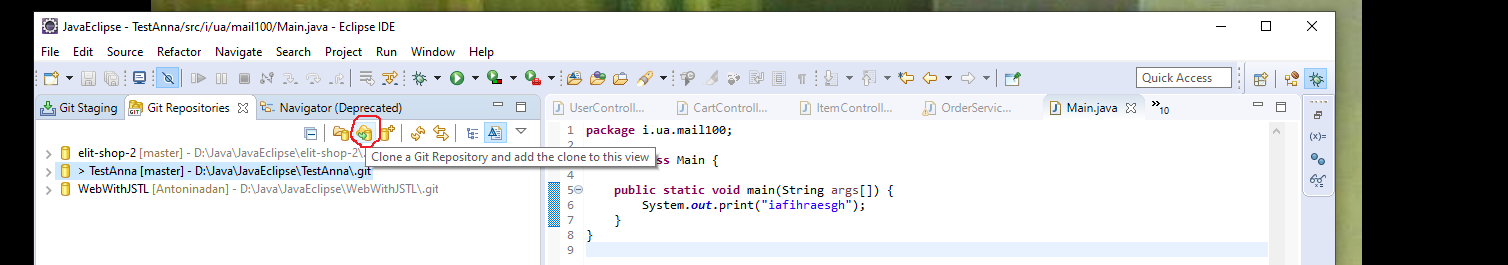 JavaEclipse - TestAnna/src/i/ua/mail100/Main.java - Eclipse IDE
File Edit Source Refactor Navigate Search Project Run Window Help
Quick Access
Git Staging Git Repositories Navigator (Deprecated)
UserControll... CartControll... ItemControll... OrderServic... Main.java »10
elit-shop-2 [master] - D:\Java\JavaEclipse\elit-shop-2\
> TestAnna [master] - D:\Java\JavaEclipse\TestAnna\.git
WebWithJSTL [Antoninadan] - D:\Java\JavaEclipse\WebWithJSTL\.git
Clone a Git Repository and add the clone to this view
1 package i.ua.mail100;
2
ss Main {
4
5 public static void main(String args[]) {
6 System.out.print("iafihraesgh");
7 }
8 }
9